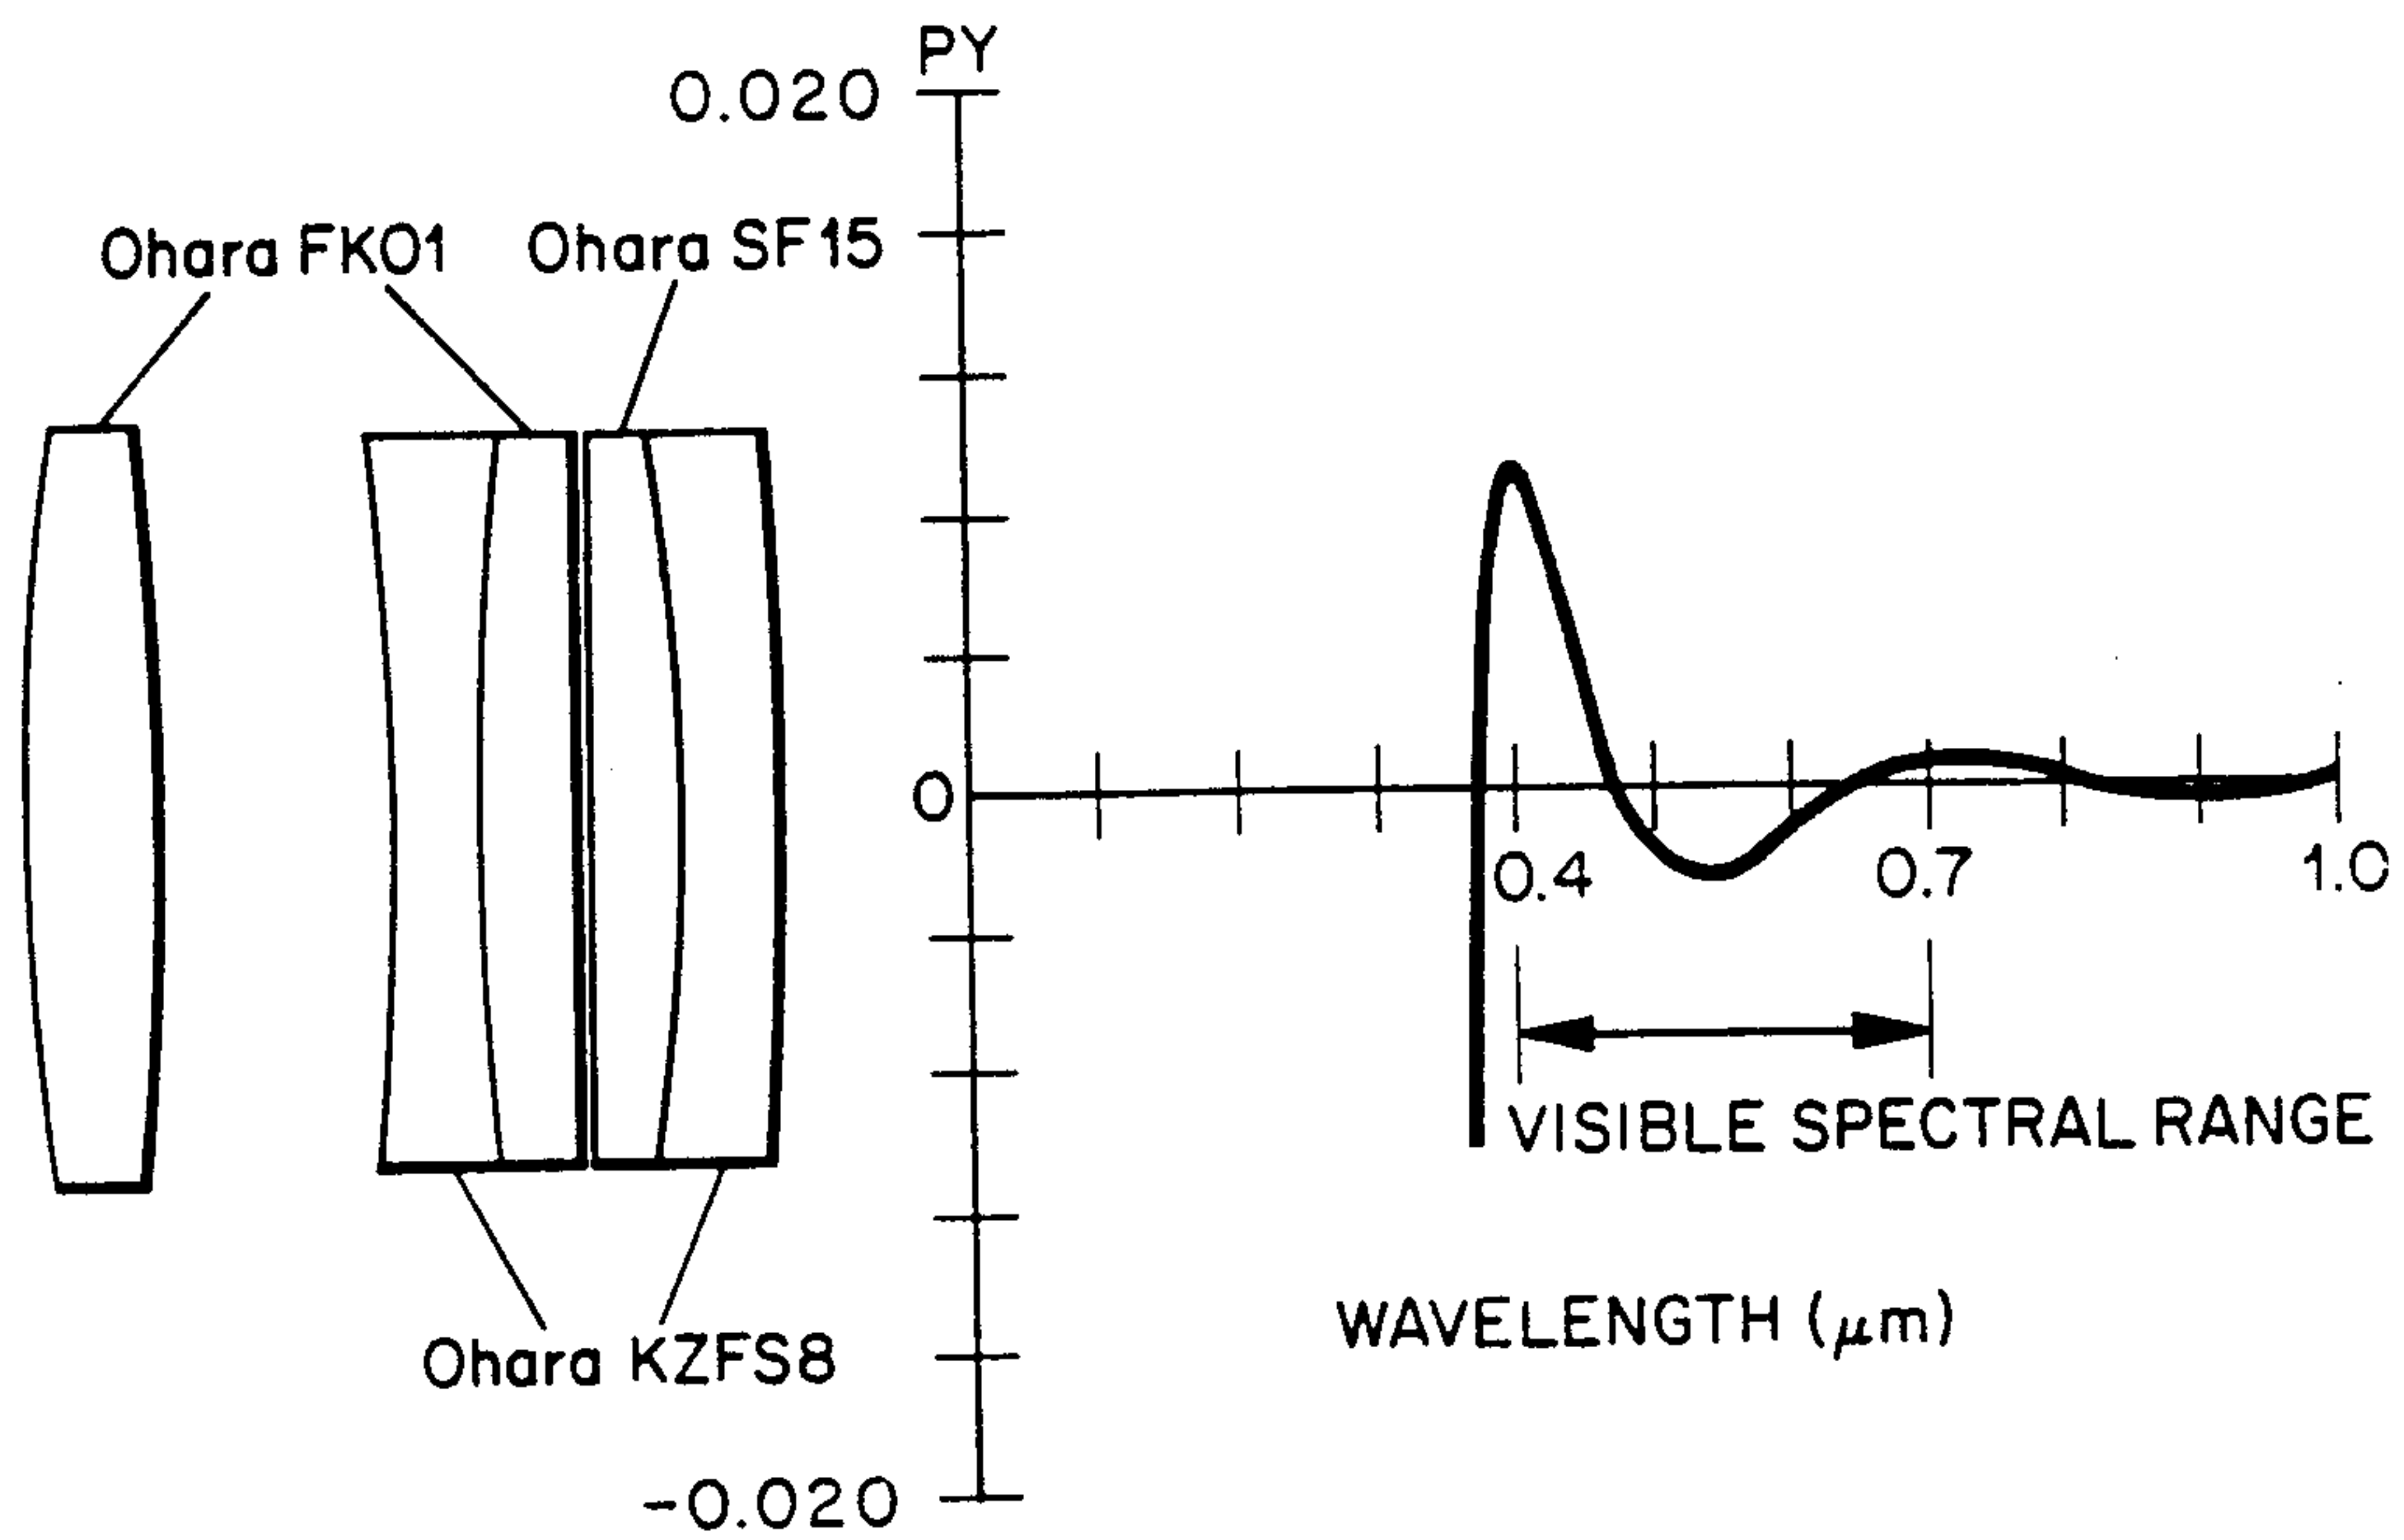 PY
0.020
Ohara FK01 Ohara SF15
0
0.4 0.7 1.0
VISIBLE SPECTRAL RANGE
WAVELENGTH (μm)
Ohara KZFS8
-0.020